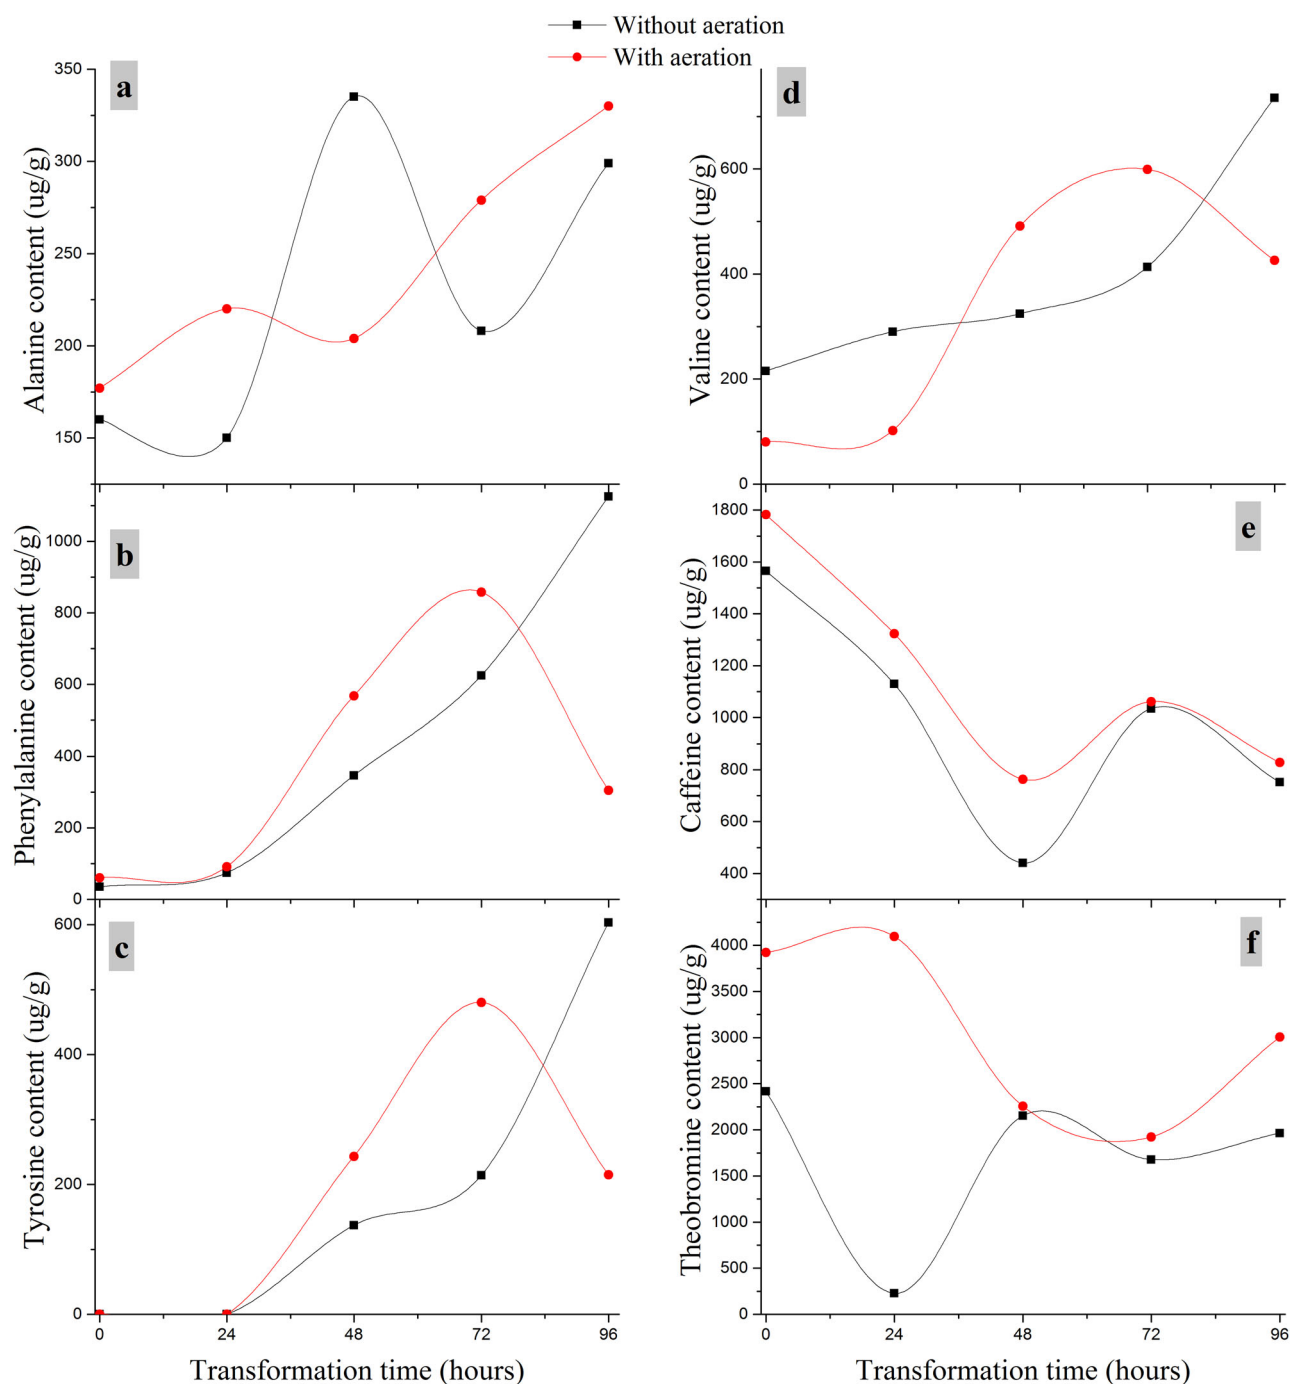 Without aeration
With aeration
a
Alanine content (ug/g)
350
300
250
200
150
b
Phenylalanine content (ug/g)
1000
800
600
400
200
0
c
Tyrosine content (ug/g)
600
400
200
0
0 24 48 72 96
Transformation time (hours)
d
Valine content (ug/g)
600
400
200
0
e
Caffeine content (ug/g)
1800
1600
1400
1200
1000
800
600
400
f
Theobromine content (ug/g)
4000
3500
3000
2500
2000
1500
1000
500
0
0 24 48 72 96
Transformation time (hours)